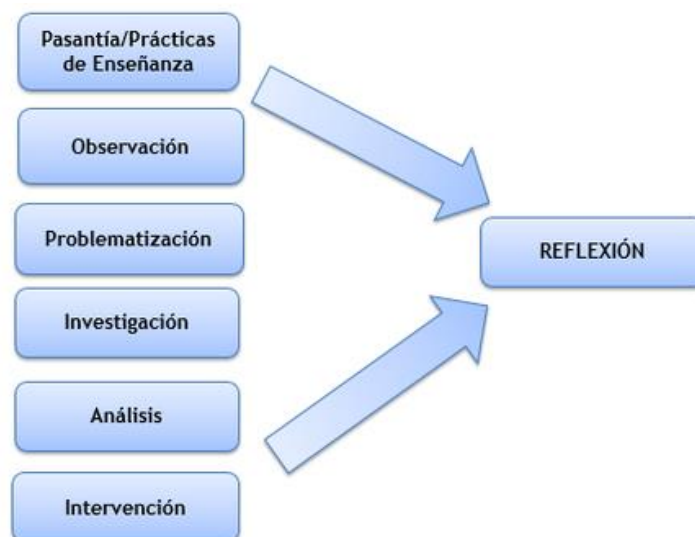 Pasantía/Prácticas
de Enseñanza
Observación
Problematización
Investigación
Análisis
Intervención
REFLEXIÓN